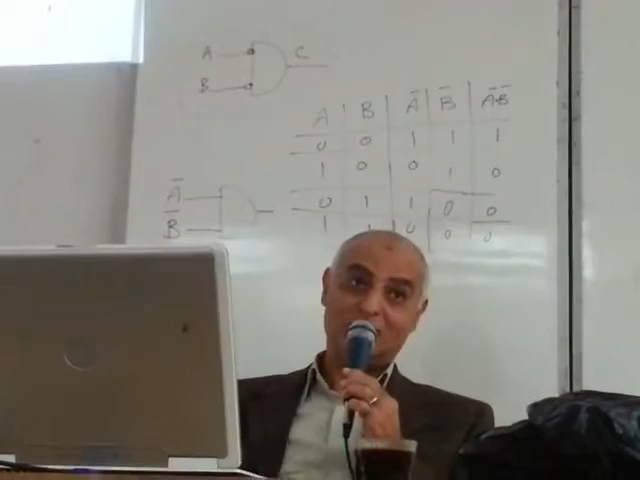 A C
B
A B Ā B̄ Ā·B̄
0 0 1 1 1
1 0 0 1 0
0 1 1 0 0
1 1 0 0 0
Ā
B̄